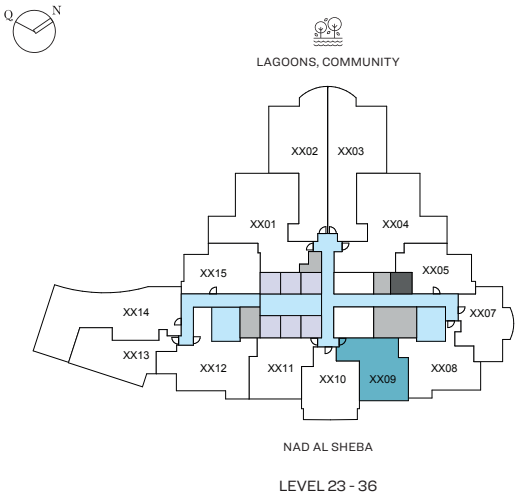 Q N
LAGOONS, COMMUNITY
XX02 XX03
XX01 XX04
XX15 XX05
XX14 XX07
XX13 XX12 XX11 XX10 XX09 XX08
NAD AL SHEBA
LEVEL 23 - 36